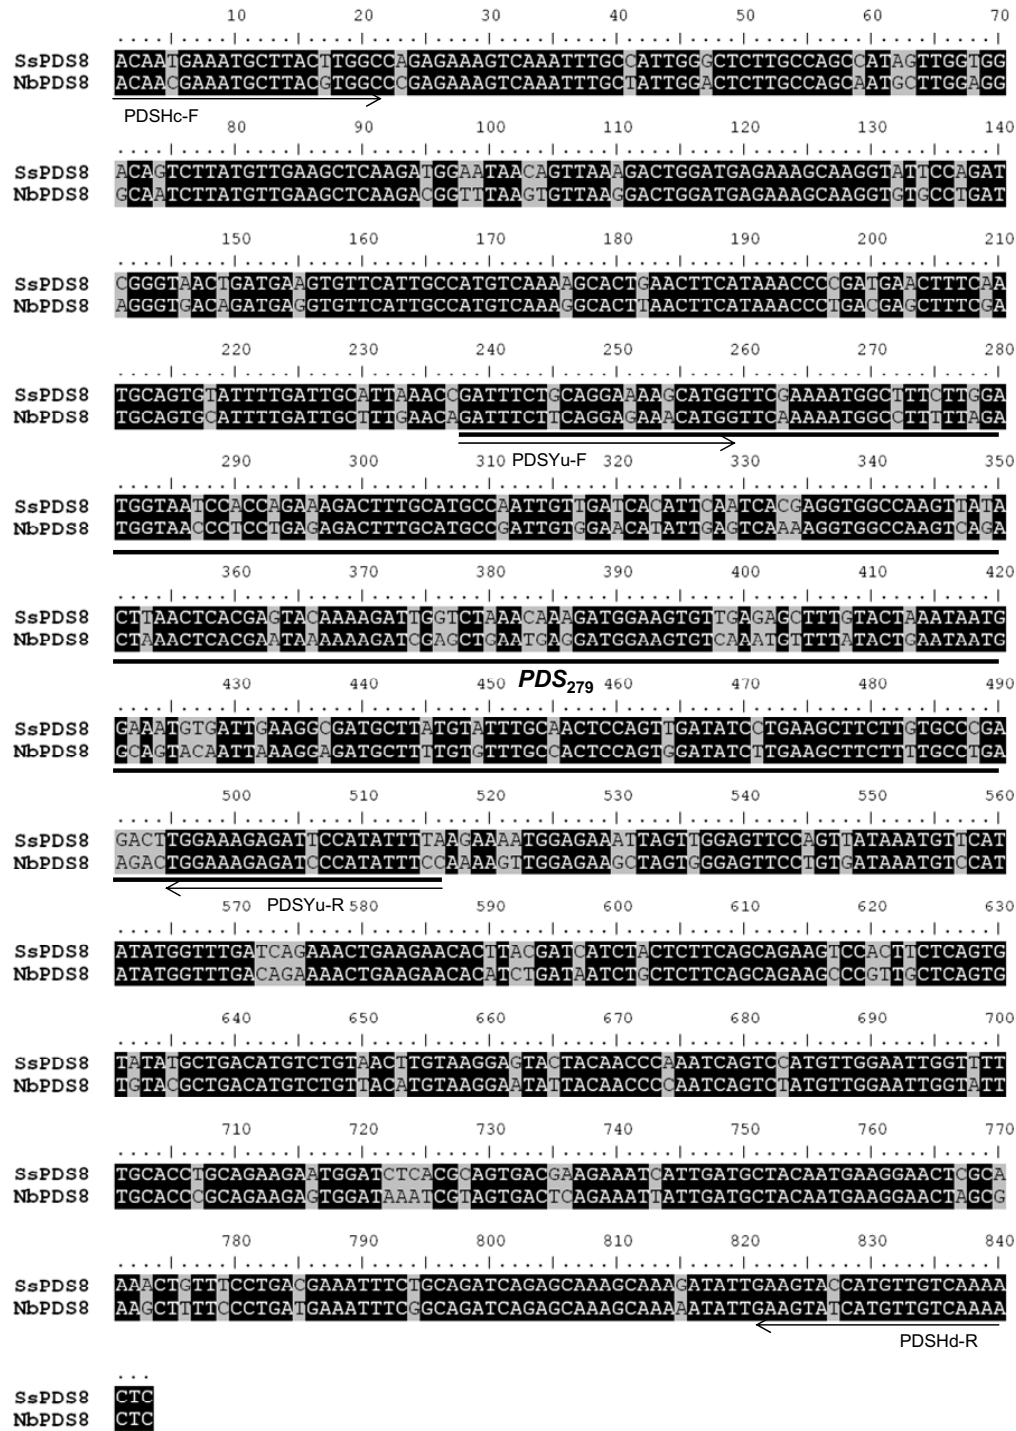 10 20 30 40 50 60 70
SsPDS8 ACAATGAAATGCTTACTTGGCCAGAGAAAGTCAAATTTGCCATTGGGCTCTTGCCAGCCATAGTTGGTGG
NbPDS8 ACAACGAAATGCTTACGTGGCCCGAGAAAGTCAAATTTGCTATTGGACTCTTGCCAGCAATGCTTGGAGG
PDSHc-F
80 90 100 110 120 130 140
SsPDS8 ACAGTCTTATGTTGAAGCTCAAGATGGAATAACAGTTAAAGACTGGATGAGAAAGCAAGGTATTCCAGAT
NbPDS8 GCAATCTTATGTTGAAGCTCAAGACGGTTTAAGTGTTAAGGACTGGATGAGAAAGCAAGGTGTGCCTGAT
150 160 170 180 190 200 210
SsPDS8 CGGGTAACTGATGAAGTGTTCATTGCCATGTCAAAAGCACTGAACTTCATAAACCCCGATGAACTTTCAA
NbPDS8 AGGGTGACAGATGAGGTGTTCATTGCCATGTCAAAGGCACTTAACTTCATAAACCCTGACGAGCTTTCGA
220 230 240 250 260 270 280
SsPDS8 TGCAGTGTATTTTGATTGCATTAAACCGATTTCTGCAGGAAAAGCATGGTTCGAAAATGGCTTTCTTGGA
NbPDS8 TGCAGTGCATTTTGATTGCTTTGAACAGATTTCTTCAGGAGAAACATGGTTCAAAAATGGCCTTTTTAGA
PDSYu-F
290 300 310 320 330 340 350
SsPDS8 TGGTAATCCACCAGAAAGACTTTGCATGCCAATTGTTGATCACATTCAATCACGAGGTGGCCAAGTTATA
NbPDS8 TGGTAACCCTCCTGAGAGACTTTGCATGCCGATTGTGGAACATATTGAGTCAAAAGGTGGCCAAGTCAGA
360 370 380 390 400 410 420
SsPDS8 CTTAACTCACGAGTACAAAAGATTGGTCTAAACAAAGATGGAAGTGTTGAGAGCTTTGTACTAAATAATG
NbPDS8 CTAAACTCACGAATAAAAAAGATCGAGCTGAATGAGGATGGAAGTGTCAAATGTTTTATACTGAATAATG
PDS279
430 440 450 460 470 480 490
SsPDS8 GAAATGTGATTGAAGGCGATGCTTATGTATTTGCAACTCCAGTTGATATCCTGAAGCTTCTTGTGCCCGA
NbPDS8 GCAGTACAATTAAAGGAGATGCTTTTGTGTTTGCCACTCCAGTGGATATCTTGAAGCTTCTTTTGCCTGA
500 510 520 530 540 550 560
SsPDS8 GACTTGGAAAGAGATTCCATATTTTAAGAAAATGGAGAAATTAGTTGGAGTTCCAGTTATAAATGTTCAT
NbPDS8 AGACTGGAAAGAGATCCCATATTTCCAAAAGTTGGAGAAGCTAGTGGGAGTTCCTGTGATAAATGTCCAT
PDSYu-R
570 580 590 600 610 620 630
SsPDS8 ATATGGTTTGATCAGAAACTGAAGAACACTTACGATCATCTACTCTTCAGCAGAAGTCCACTTCTCAGTG
NbPDS8 ATATGGTTTGACAGAAAACTGAAGAACACATCTGATAATCTGCTCTTCAGCAGAAGCCCGTTGCTCAGTG
640 650 660 670 680 690 700
SsPDS8 TATATGCTGACATGTCTGTAACTTGTAAGGAGTACTACAACCCAAATCAGTCCATGTTGGAATTGGTTTT
NbPDS8 TGTACGCTGACATGTCTGTTACATGTAAGGAATATTACAACCCCAATCAGTCTATGTTGGAATTGGTATT
710 720 730 740 750 760 770
SsPDS8 TGCACCTGCAGAAGAATGGATCTCACGCAGTGACGAAGAAATCATTGATGCTACAATGAAGGAACTCGCA
NbPDS8 TGCACCCGCAGAAGAGTGGATAAATCGTAGTGACTCAGAAATTATTGATGCTACAATGAAGGAACTAGCG
780 790 800 810 820 830 840
SsPDS8 AAACTGTTTCCTGACGAAATTTCTGCAGATCAGAGCAAAGCAAAGATATTGAAGTACCATGTTGTCAAAA
NbPDS8 AAGCTTTTCCCTGATGAAATTTCGGCAGATCAGAGCAAAGCAAAAATATTGAAGTATCATGTTGTCAAAA
PDSHd-R
SsPDS8 CTC
NbPDS8 CTC